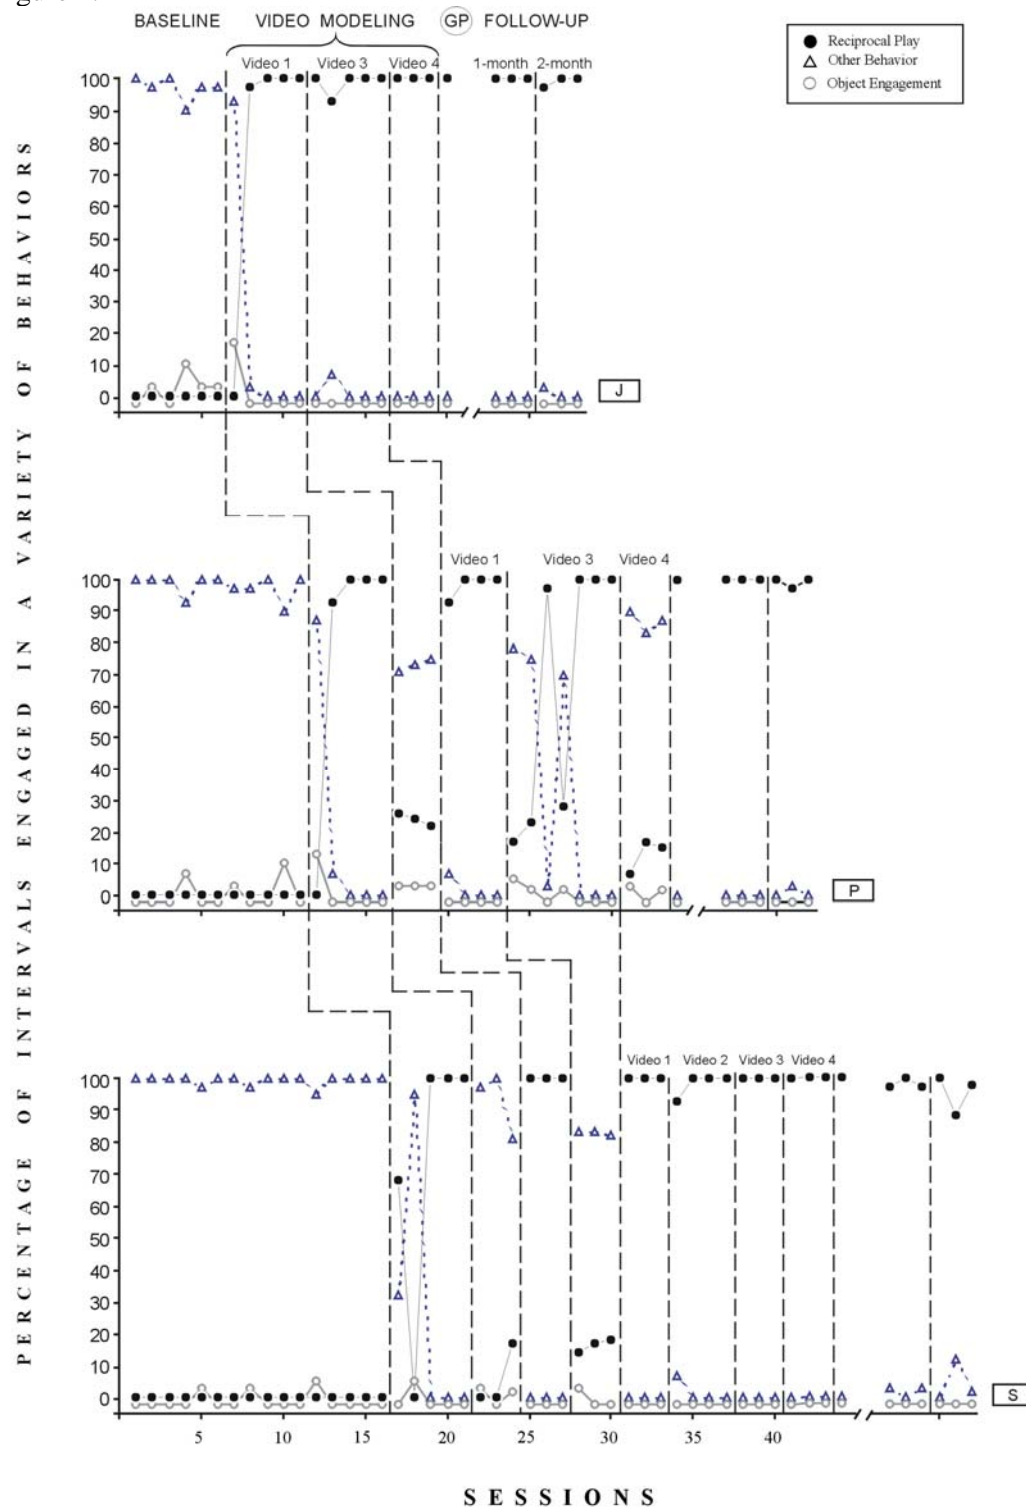 BASELINE VIDEO MODELING GP FOLLOW-UP
Reciprocal Play
Other Behavior
Object Engagement
Video 1 Video 3 Video 4 1-month 2-month
100
90
80
70
60
50
40
30
20
10
0
J
Video 1 Video 3 Video 4
100
90
80
70
60
50
40
30
20
10
0
P
Video 1 Video 2 Video 3 Video 4
100
90
80
70
60
50
40
30
20
10
0
S
5 10 15 20 25 30 35 40
SESSIONS
PERCENTAGE OF INTERVALS ENGAGED IN A VARIETY OF BEHAVIORS